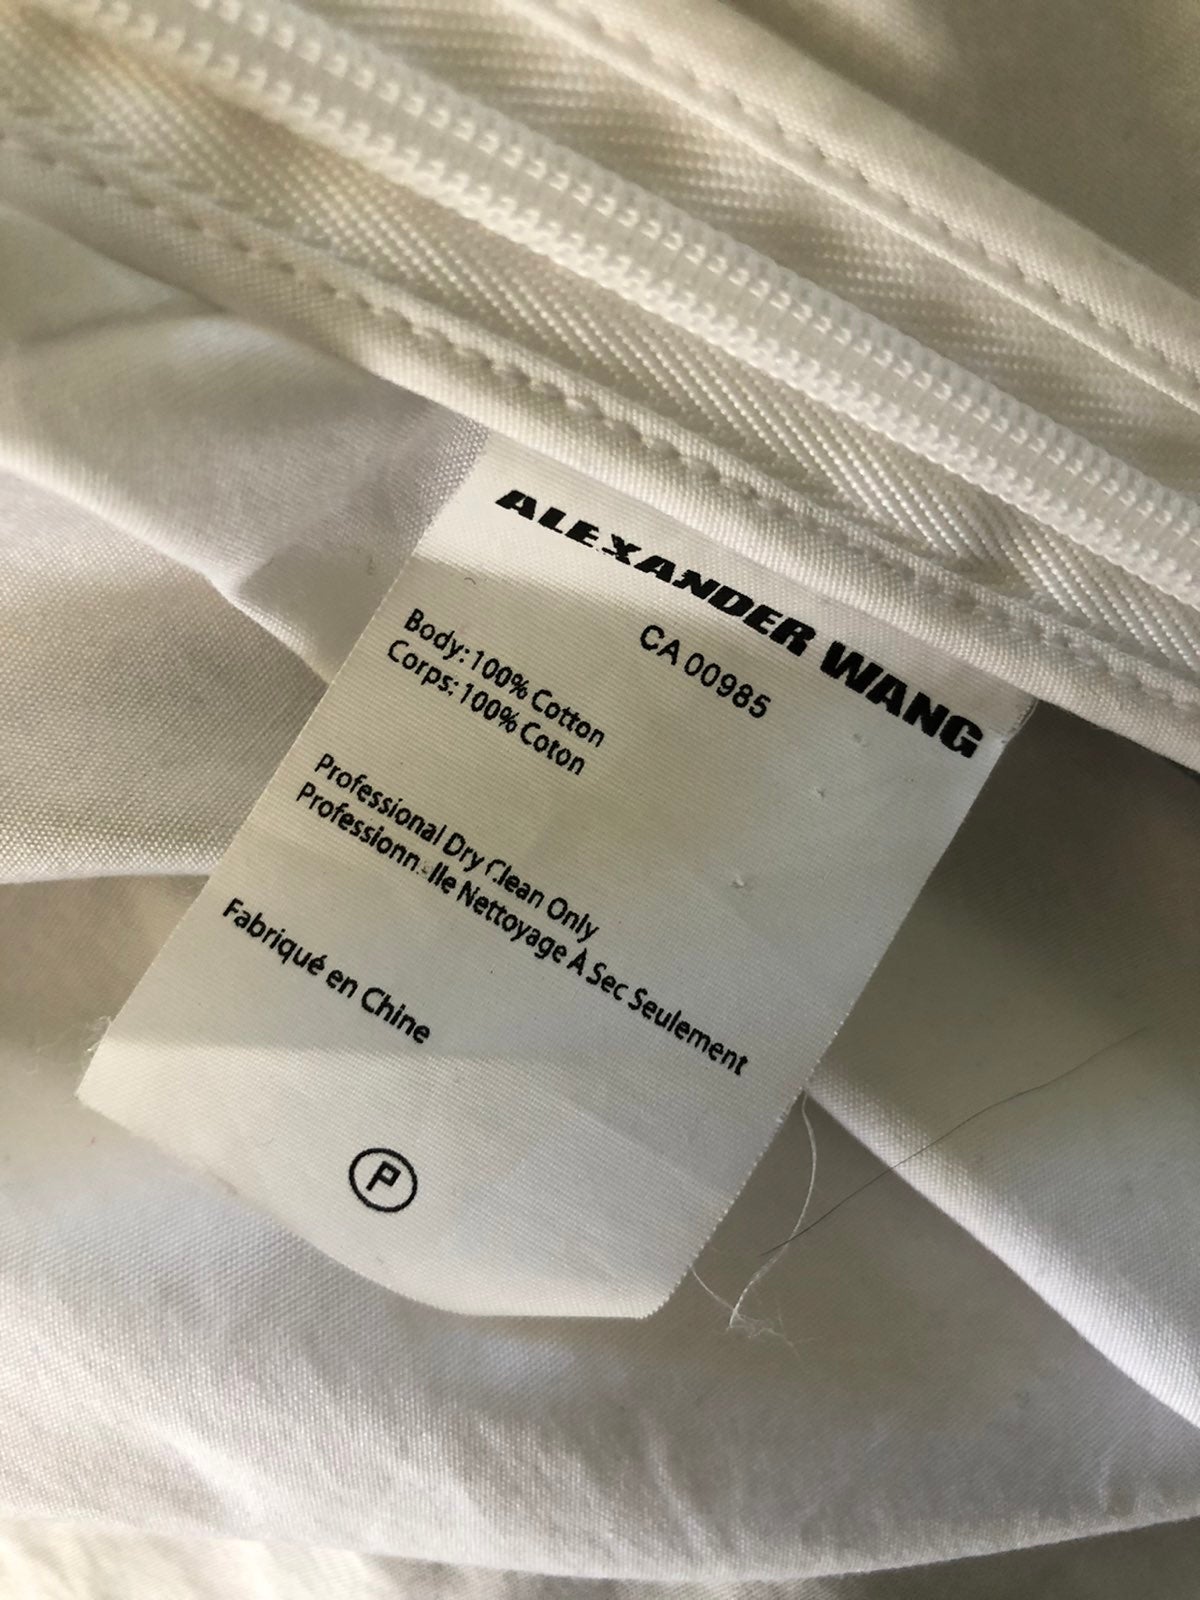 ALEXANDER WANG
CA 00985
Body: 100% Cotton
Corps: 100% Coton
Professional Dry Clean Only
Professionnelle Nettoyage À Sec Seulement
Fabriqué en Chine
P